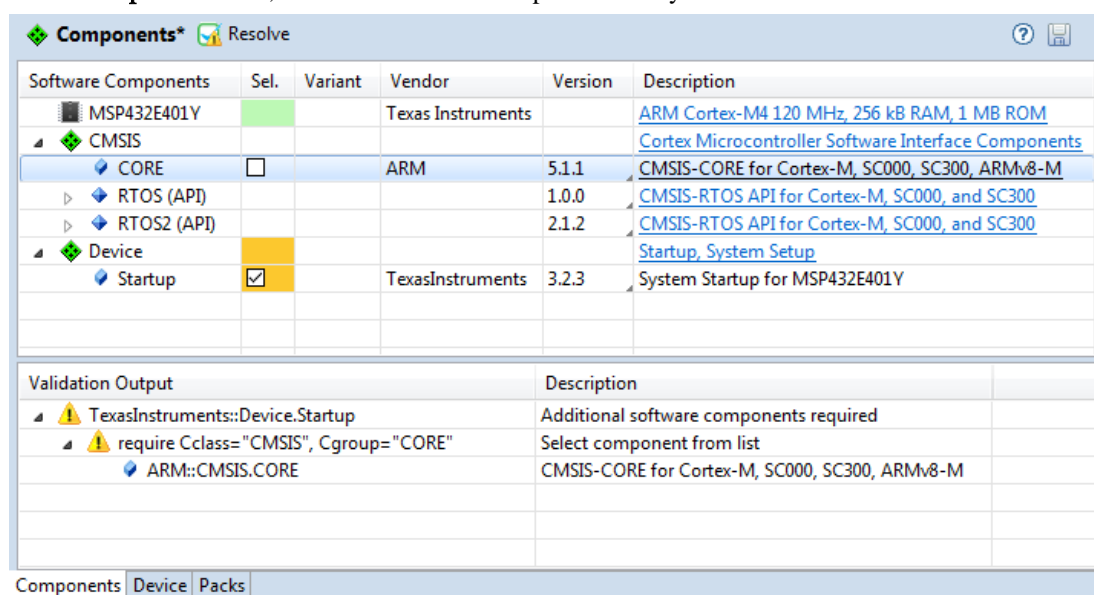 Components* Resolve
Software Components Sel. Variant Vendor Version Description
MSP432E401Y Texas Instruments ARM Cortex-M4 120 MHz, 256 kB RAM, 1 MB ROM
CMSIS Cortex Microcontroller Software Interface Components
CORE ARM 5.1.1 CMSIS-CORE for Cortex-M, SC000, SC300, ARMv8-M
RTOS (API) 1.0.0 CMSIS-RTOS API for Cortex-M, SC000, and SC300
RTOS2 (API) 2.1.2 CMSIS-RTOS API for Cortex-M, SC000, and SC300
Device Startup, System Setup
Startup TexasInstruments 3.2.3 System Startup for MSP432E401Y
Validation Output Description
TexasInstruments::Device.Startup Additional software components required
require Cclass="CMSIS", Cgroup="CORE" Select component from list
ARM::CMSIS.CORE CMSIS-CORE for Cortex-M, SC000, SC300, ARMv8-M
Components Device Packs